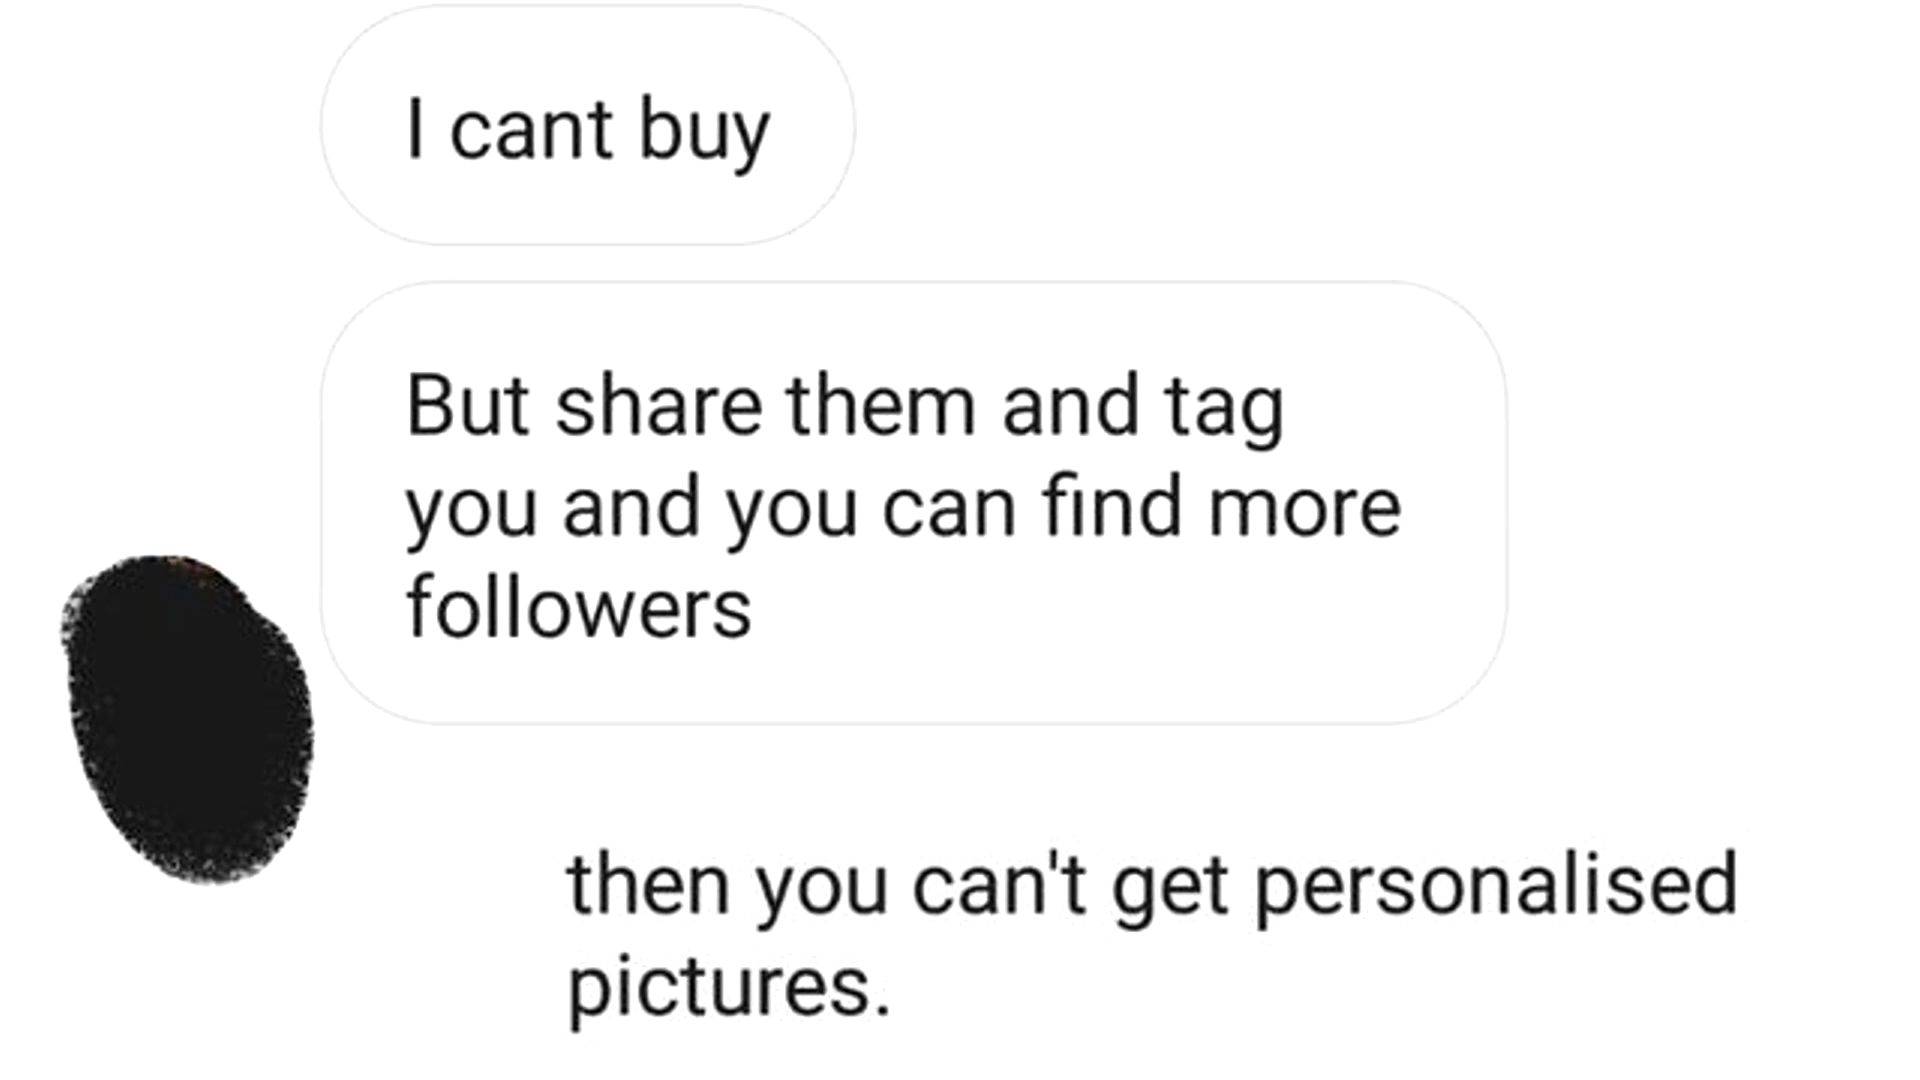 I cant buy
But share them and tag
you and you can find more
followers
then you can't get personalised
pictures.